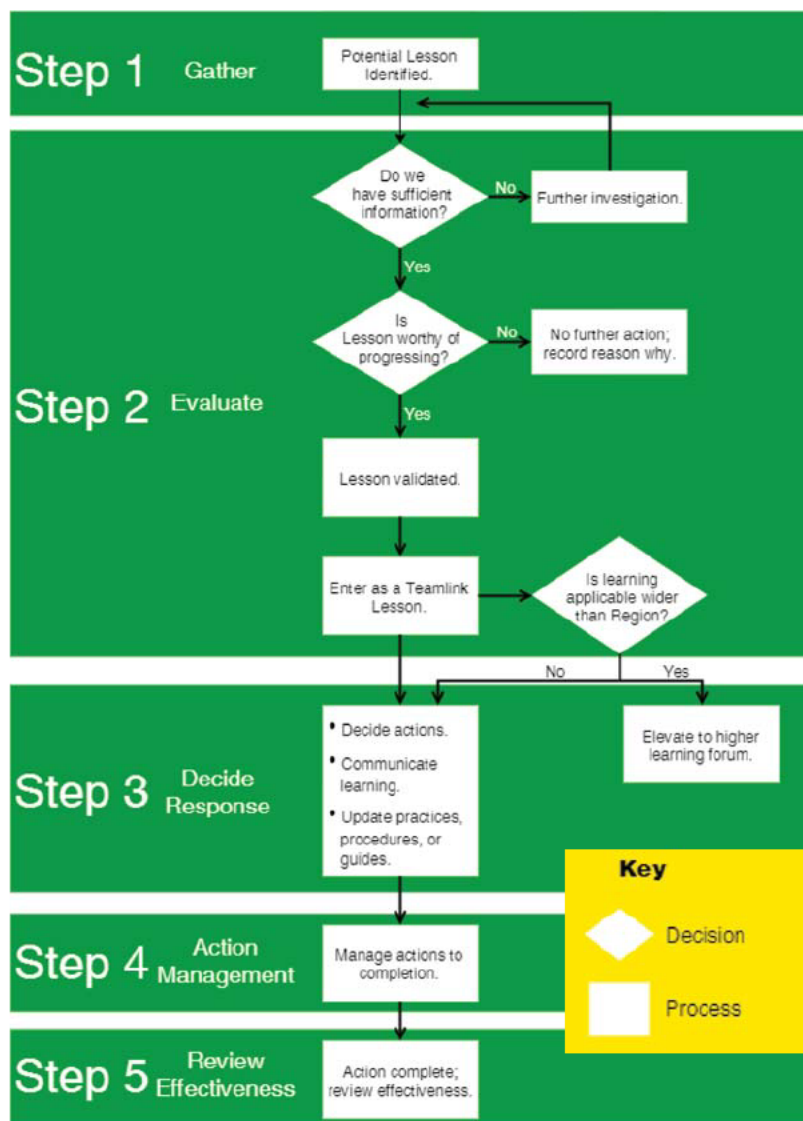 Step 1 Gather
Potential Lesson
Identified.
Do we
have sufficient
information?
No
Further investigation.
Yes
Is
Lesson worthy of
progressing?
No
No further action;
record reason why.
Step 2 Evaluate
Yes
Lesson validated.
Enter as a Teamlink
Lesson.
Is learning
applicable wider
than Region?
No
Yes
Step 3 Decide
Response
• Decide actions.
• Communicate
learning.
• Update practices,
procedures, or
guides.
Elevate to higher
learning forum.
Key
Decision
Process
Step 4 Action
Management
Manage actions to
completion.
Step 5 Review
Effectiveness
Action complete;
review effectiveness.